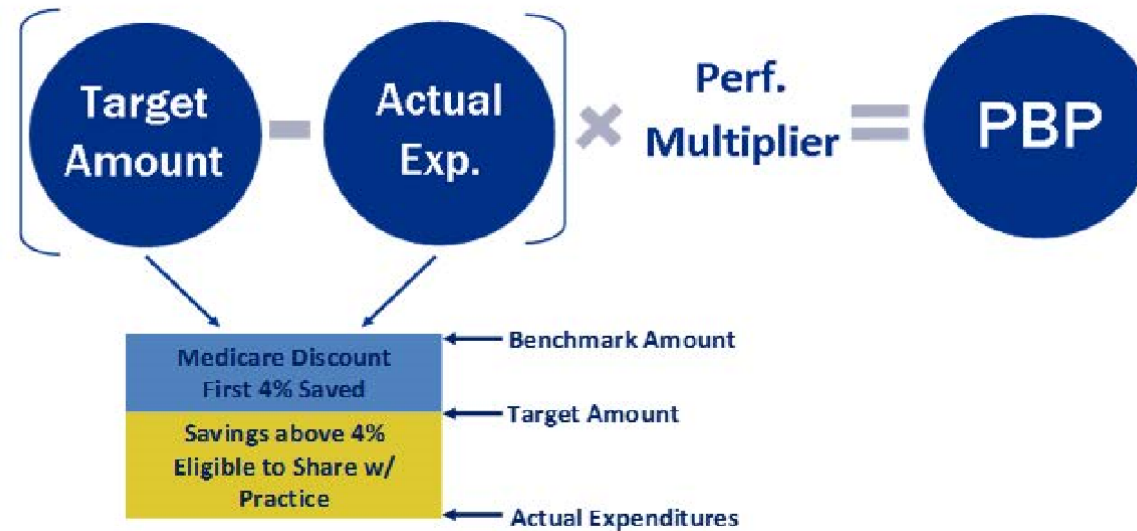 Target
Amount
-
Actual
Exp.
×
Perf.
Multiplier
=
PBP
Medicare Discount
First 4% Saved
Savings above 4%
Eligible to Share w/
Practice
Benchmark Amount
Target Amount
Actual Expenditures